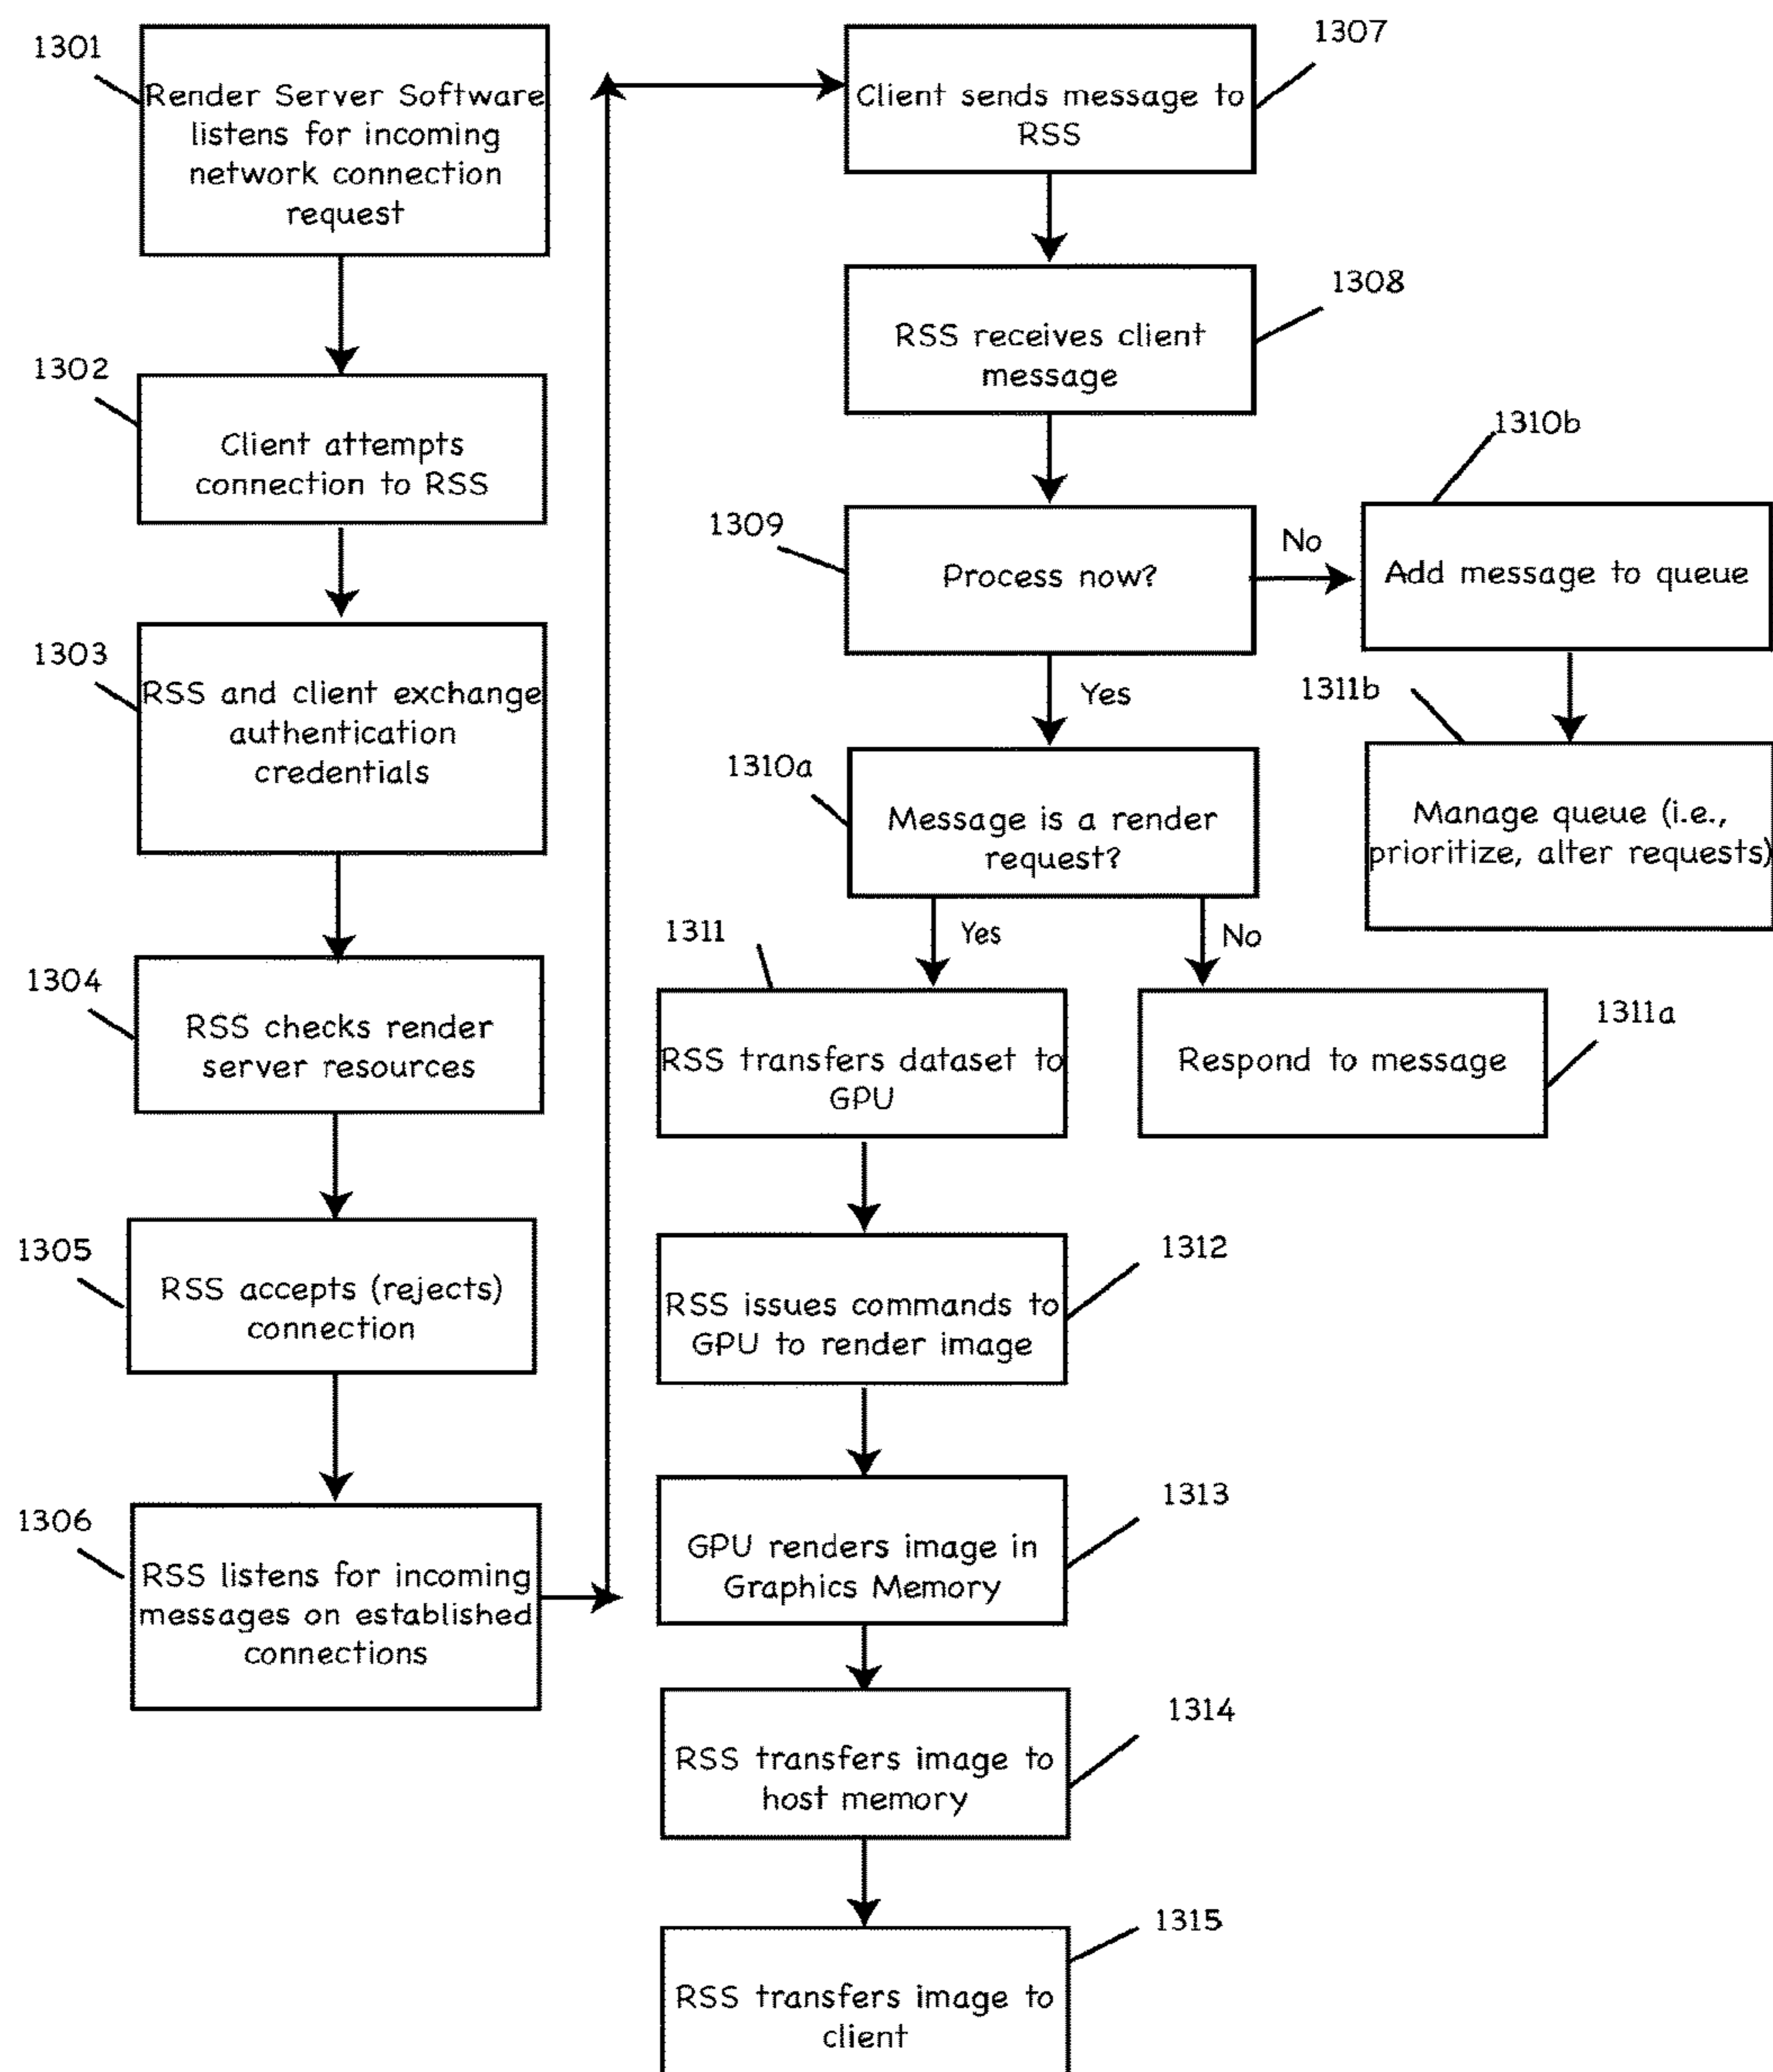 1301
Render Server Software
listens for incoming
network connection
request
1302
Client attempts
connection to RSS
1303
RSS and client exchange
authentication
credentials
1304
RSS checks render
server resources
1305
RSS accepts (rejects)
connection
1306
RSS listens for incoming
messages on established
connections
1307
Client sends message to
RSS
1308
RSS receives client
message
1309
Process now?
No
1310b
Add message to queue
1311b
Manage queue (i.e.,
prioritize, alter requests)
Yes
1310a
Message is a render
request?
Yes
No
1311
RSS transfers dataset to
GPU
1311a
Respond to message
1312
RSS issues commands to
GPU to render image
1313
GPU renders image in
Graphics Memory
1314
RSS transfers image to
host memory
1315
RSS transfers image to
client